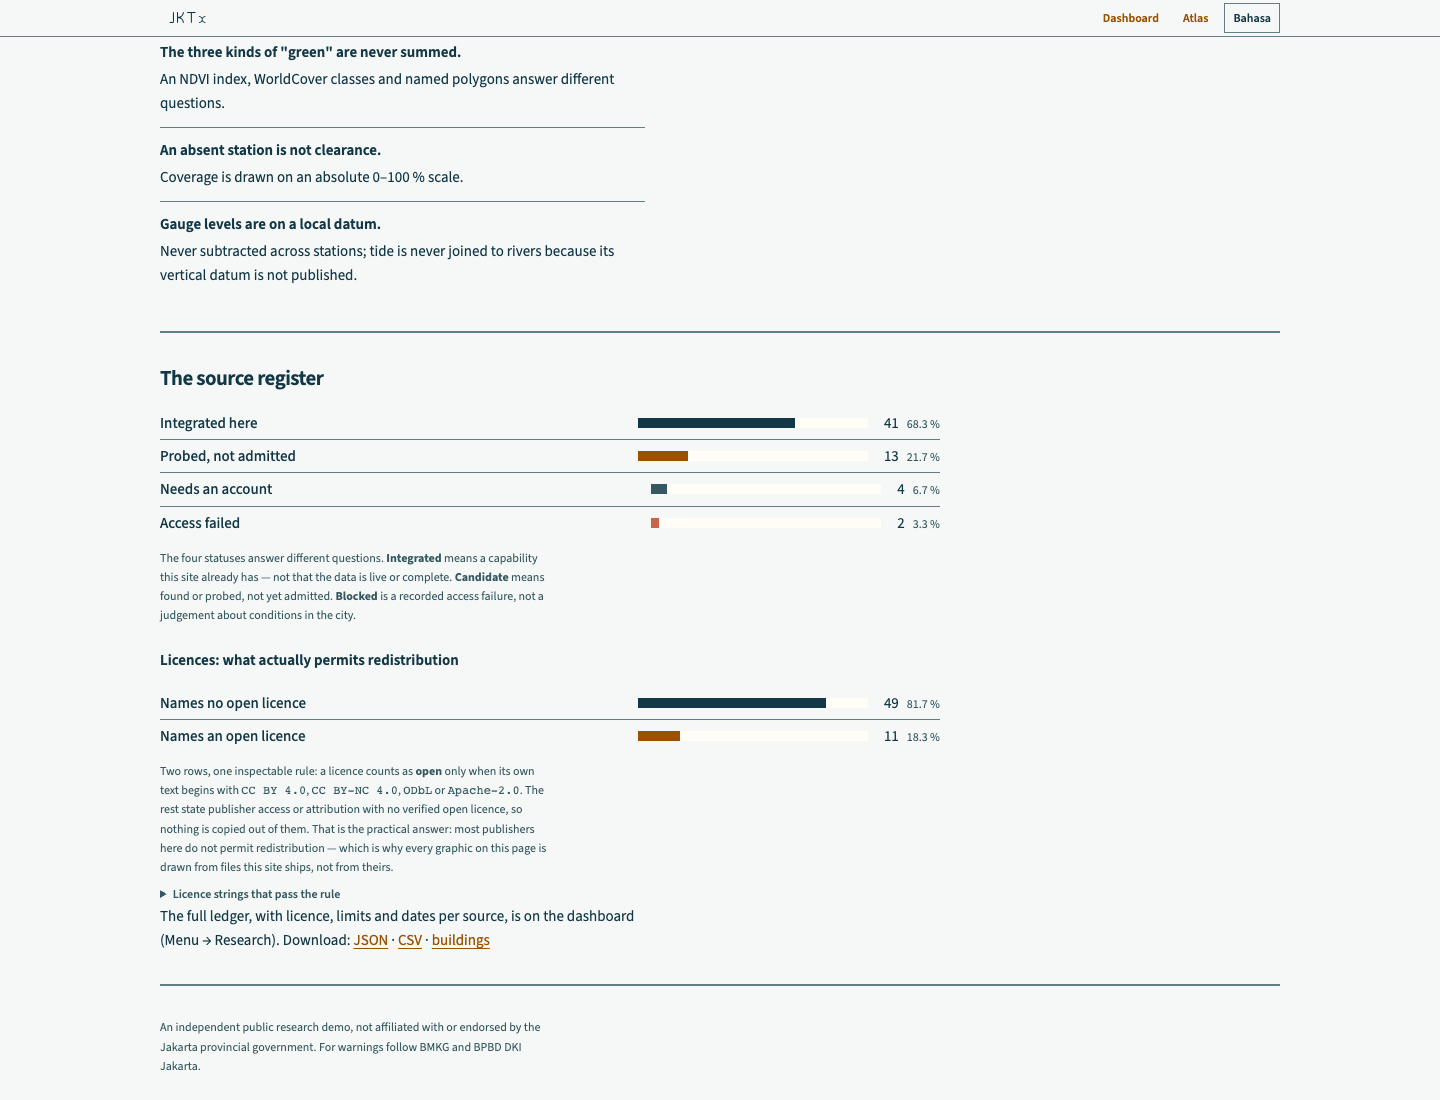 JKTx
Dashboard Atlas Bahasa
The three kinds of "green" are never summed.
An NDVI index, WorldCover classes and named polygons answer different
questions.
An absent station is not clearance.
Coverage is drawn on an absolute 0–100 % scale.
Gauge levels are on a local datum.
Never subtracted across stations; tide is never joined to rivers because its
vertical datum is not published.
The source register
Integrated here 41 68.3 %
Probed, not admitted 13 21.7 %
Needs an account 4 6.7 %
Access failed 2 3.3 %
The four statuses answer different questions. Integrated means a capability
this site already has — not that the data is live or complete. Candidate means
found or probed, not yet admitted. Blocked is a recorded access failure, not a
judgement about conditions in the city.
Licences: what actually permits redistribution
Names no open licence 49 81.7 %
Names an open licence 11 18.3 %
Two rows, one inspectable rule: a licence counts as open only when its own
text begins with CC BY 4.0, CC BY-NC 4.0, ODbL or Apache-2.0. The
rest state publisher access or attribution with no verified open licence, so
nothing is copied out of them. That is the practical answer: most publishers
here do not permit redistribution — which is why every graphic on this page is
drawn from files this site ships, not from theirs.
▶ Licence strings that pass the rule
The full ledger, with licence, limits and dates per source, is on the dashboard
(Menu → Research). Download: JSON · CSV · buildings
An independent public research demo, not affiliated with or endorsed by the
Jakarta provincial government. For warnings follow BMKG and BPBD DKI
Jakarta.